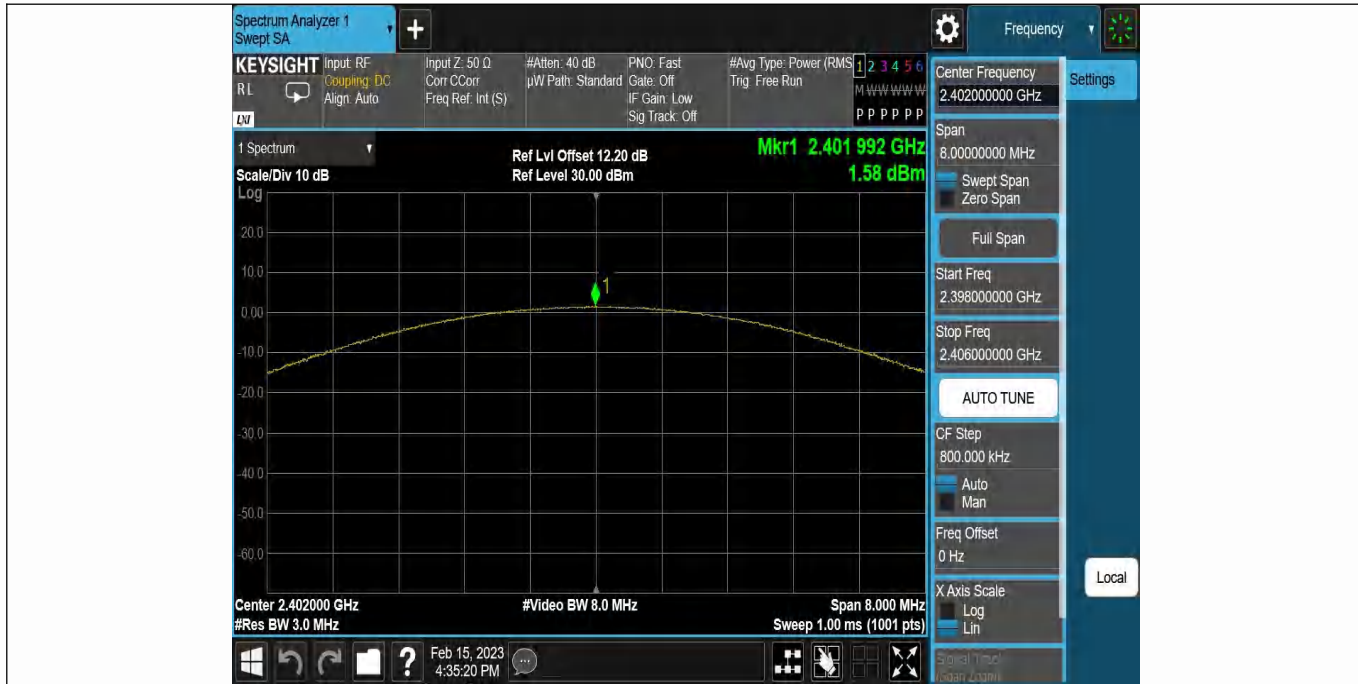 Spectrum Analyzer 1
Swept SA
+
Frequency
KEYSIGHT
RL
LXI
Input: RF
Coupling: DC
Align: Auto
Input Z: 50 Ω
Corr CCorr
Freq Ref: Int (S)
#Atten: 40 dB
µW Path: Standard
PNO: Fast
Gate: Off
IF Gain: Low
Sig Track: Off
#Avg Type: Power (RMS
Trig: Free Run
1 2 3 4 5 6
M W W W W W
P P P P P P
Center Frequency
2.402000000 GHz
Settings
Span
8.00000000 MHz
Swept Span
Zero Span
Full Span
Start Freq
2.398000000 GHz
Stop Freq
2.406000000 GHz
AUTO TUNE
CF Step
800.000 kHz
Auto
Man
Freq Offset
0 Hz
X Axis Scale
Log
Lin
Signal Track
(Span Zoom)
Local
1 Spectrum
Scale/Div 10 dB
Log
Ref Lvl Offset 12.20 dB
Ref Level 30.00 dBm
Mkr1 2.401 992 GHz
1.58 dBm
1
20.0
10.0
0.00
-10.0
-20.0
-30.0
-40.0
-50.0
-60.0
Center 2.402000 GHz
#Res BW 3.0 MHz
#Video BW 8.0 MHz
Span 8.000 MHz
Sweep 1.00 ms (1001 pts)
?
Feb 15, 2023
4:35:20 PM